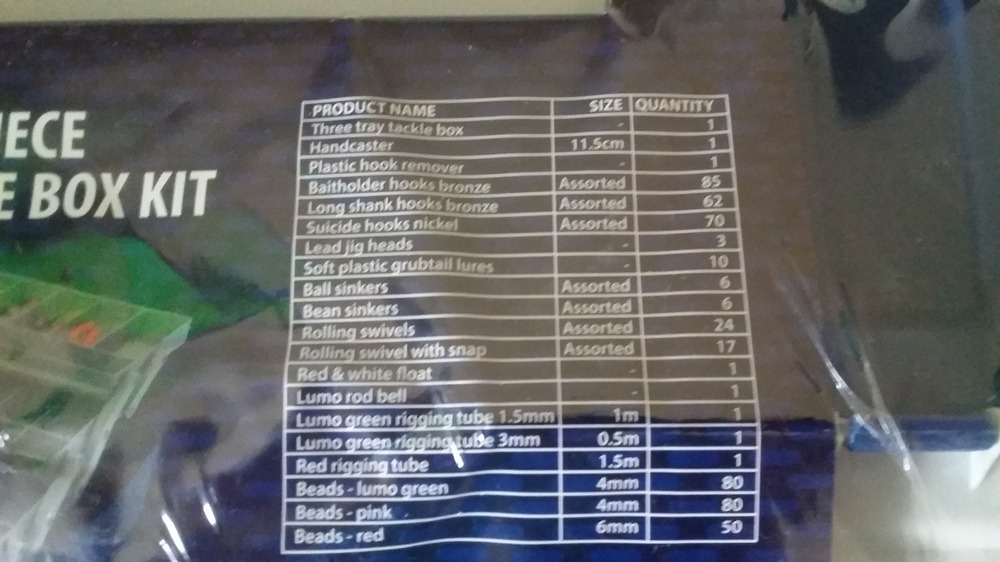 IECE
E BOX KIT
PRODUCT NAME SIZE QUANTITY
Three tray tackle box - 1
Handcaster 11.5cm 1
Plastic hook remover - 1
Baitholder hooks bronze Assorted 85
Long shank hooks bronze Assorted 62
Suicide hooks nickel Assorted 70
Lead jig heads - 3
Soft plastic grubtail lures - 10
Ball sinkers Assorted 6
Bean sinkers Assorted 6
Rolling swivels Assorted 24
Rolling swivel with snap Assorted 17
Red & white float - 1
Lumo rod bell - 1
Lumo green rigging tube 1.5mm 1m 1
Lumo green rigging tube 3mm 0.5m 1
Red rigging tube 1.5m 1
Beads - lumo green 4mm 80
Beads - pink 4mm 80
Beads - red 6mm 50